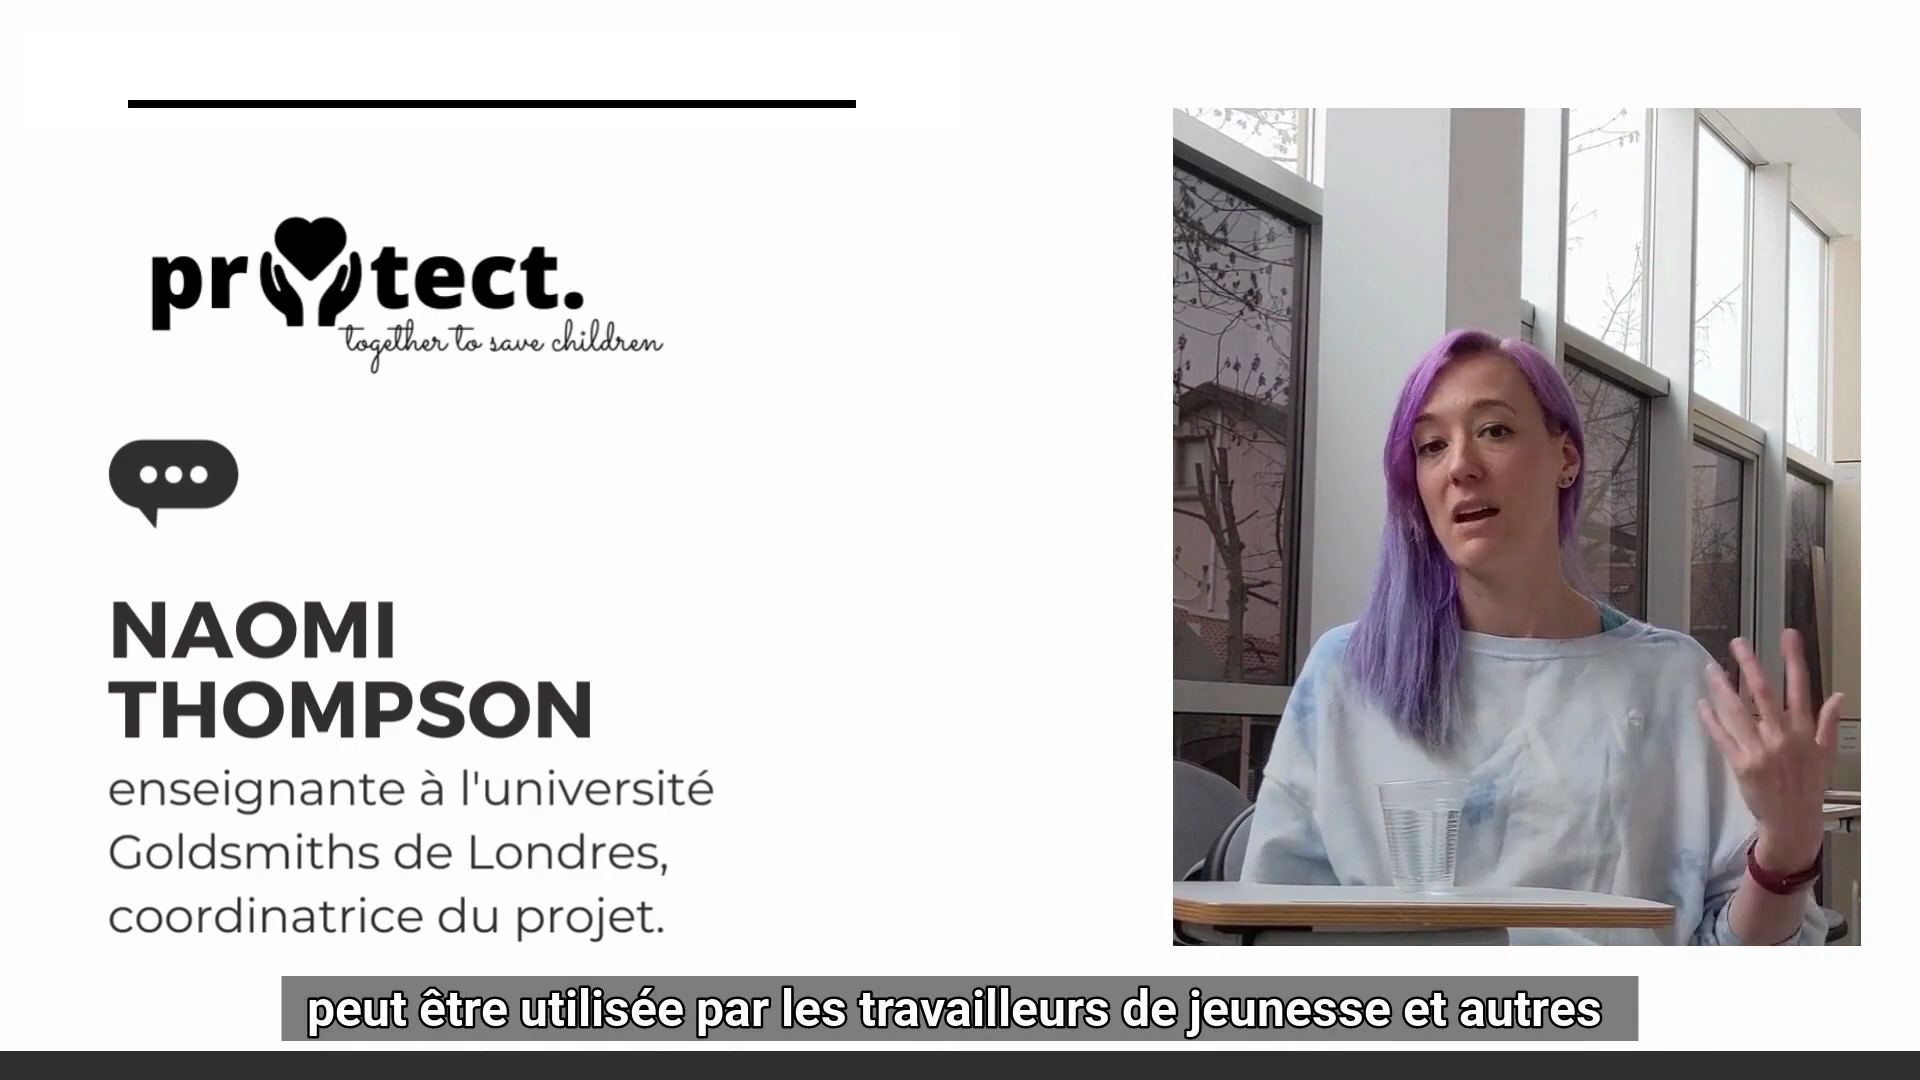 protect.
together to save children
NAOMI
THOMPSON
enseignante à l'université
Goldsmiths de Londres,
coordinatrice du projet.
peut être utilisée par les travailleurs de jeunesse et autres